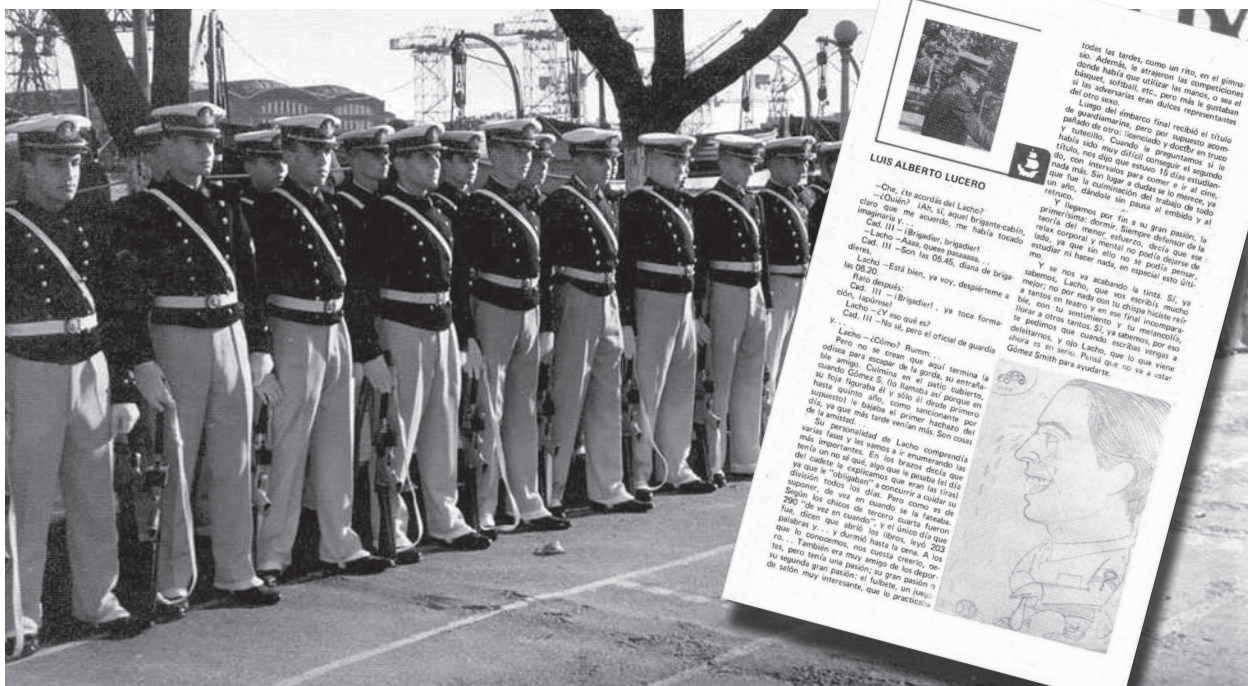 LUIS ALBERTO LUCERO
—Che, ¿te acordás del Lacho?
—¿Quién? ¡Ah, sí, aquel brigante-cabín,
claro que me acuerdo, me había tocado
imaginaria y. . .
Cad. III —¡Brigadier, brigadier!
—Lacho —Aaaa, queee pasaaaaa. . .
Cad. III —Son las 05.45, diana de briga-
dieres.
Lacho —Está bien, ya voy, despiérteme a
las 06.20.
Rato después:
Cad. III —¡Brigadier!, ya toca forma-
ción, ¡apúrese!
Lacho —¿Y eso qué es?
Cad. III —No sé, pero el oficial de guardia
y. . .
Lacho —¿Cómo? Rumm. . .
Pero no se crean que aquí termina la
odisea para escapar de la gorda, su entraña-
ble amigo. Culmina en el patio cubierto,
cuando Gómez S. (lo llamaba así porque en
su foja figuraba él y sólo él desde primero
hasta quinto año, como sancionante por
supuesto) le bajaba el primer hachazo del
día, ya que más tarde venían más. Son cosas
de la amistad. . .
Su personalidad de Lacho comprendía
varias fases y les vamos a ir enumerando las
más importantes. En los brazos decía que
tenía un no sé qué, algo que le pesaba (el día
del cadete le explicamos que eran las tiras)
ya que le "obligaban" a concurrir a cuidar su
división todos los días. Pero como es de
suponer, de vez en cuando se la fateaba.
Según los chicos de tercero cuarta fueron
290 "de vez en cuando", y el único día que
fue, dicen que abrió los libros, leyó 203
palabras y. . . y durmió hasta la cena. A los
que lo conocemos, nos cuesta creerlo, pe-
ro. . . También era muy amigo de los depor-
tes, pero tenía una pasión; su gran pasión o
su segunda gran pasión: el fulbete, un juego
de salón muy interesante, que lo practicaba
todas las tardes, como un rito, en el gimna-
sio. Además, le atrajeron las competiciones
donde había que utilizar las manos, o sea el
básquet, softball, etc., pero más le gustaban
si las adversarias eran dulces representantes
del otro sexo.
Luego del embarco final recibió el título
de guardiamarina, pero por supuesto acom-
pañado de otro: licenciado y doctor en truco
y tutecillo. Cuando le preguntamos si le
había sido muy difícil conseguir el segundo
título, nos dijo que estuvo 15 días estudian-
do, con intervalos para comer e ir al cine,
nada más. Sin lugar a dudas se lo merece, ya
que fue la culminación del trabajo de todo
un año, dándole sin pausa al embido y al
retruco.
Y llegamos por fin a su gran pasión, la
primerísima: dormir. Siempre defensor de la
teoría del menor esfuerzo, decía que ese
relax corporal y mental no podía dejarse de
lado, ya que sin ello no se podía pensar,
estudiar ni hacer nada, en especial esto últi-
mo.
Y se nos va acabando la tinta. Sí, ya
sabemos, Lacho, que vos escribís mucho
mejor; no por nada con tu chispa hiciste reír
a tantos en teatro y en ese final incompara-
ble, con tu sentimiento y tu melancolía,
llorar a otros tantos. Sí, ya sabemos, por eso
te pedimos que cuando escribas vengas a
deleitarnos, y ojo Lacho, que lo que viene
ahora es en serio. Pensá que no va a estar
Gómez Smith para ayudarte.